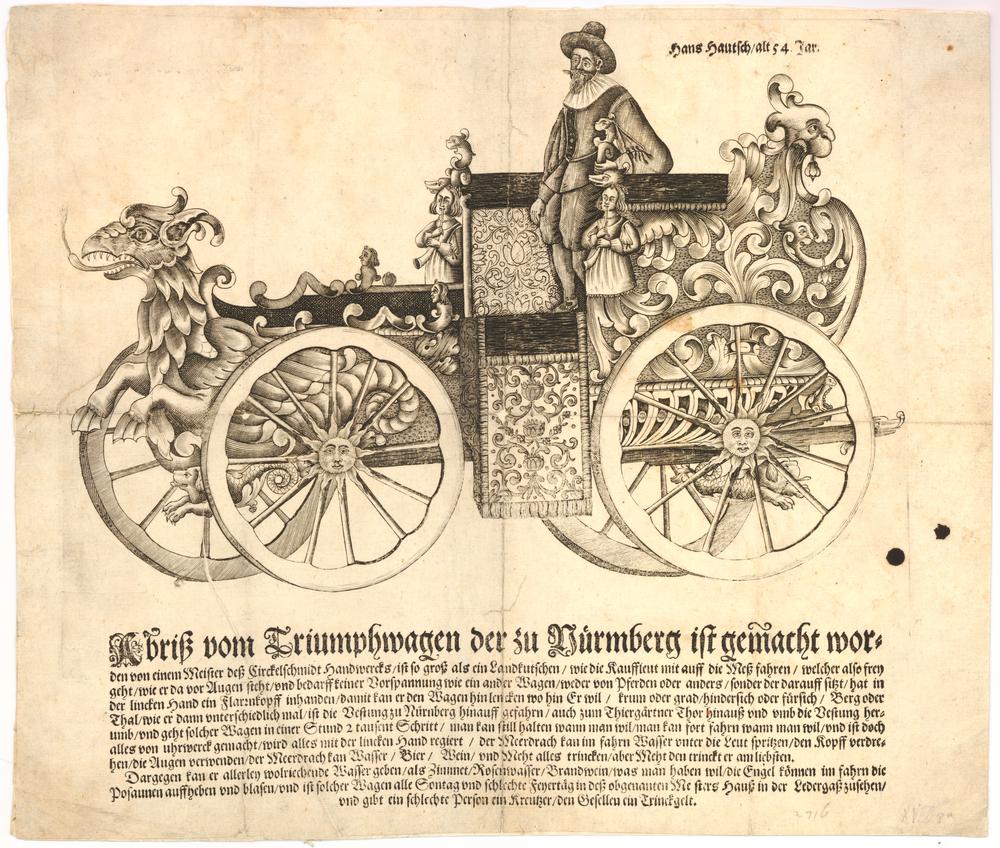 Hans Hautsch/alt 54. Jar.
Abriß vom Triumphwagen der zu Nürmberg ist gemacht wor-
den von einem Meister deß Circkelschmidt Handwercks/ist so groß als ein Landkutschen/wie die Kauffleut mit auff die Meß fahren/welcher also frey
geht/wie er da vor Augen steht/vnd bedarff keiner Vorspannung wie ein ander Wagen/weder von Pferden oder anders/sonder der darauff sitzt/hat in
der lincken Hand ein inhanden/damit kan er den Wagen hin lencken wo hin Er wil/krum oder grad/hindersich oder fürsich/Berg oder
Thal/wie er dann vnterschiedlich mal/ist die Vestung zu Nürnberg hinauff gefahrn/auch zum Thiergärtner Thor hinauß vnd vmb die Vestung her-
umb/vnd geht solcher Wagen in einer Stund 2 tausent Schritt/man kan still halten wann man wil/man kan fort fahrn wann man wil/vnd ist doch
alles von uhrwerck gemacht/wird alles mit der lincken Hand regiert/der Meerdrach kan im fahrn Wasser vnter die Leut spritzen/den Kopff verdre-
hen/die Augen verwenden/der Meerdrach kan Wasser/Bier/Wein/vnd Meht alles trincken/aber Meht den trinckt er am liebsten.
Dargegen kan er allerley wolriechende Wasser geben/als Zimmet/Rosenwasser/Brandwein/was man haben wil/die Engel können im fahrn die
Posaunen auffheben vnd blasen/vnd ist solcher Wagen alle Sontag vnd schlechte Feyertäg in deß obgenanten Meisters Hauß in der Ledergaß zusehen/
vnd gibt ein schlechte Person ein Kreutzer/den Gesellen ein Trinckgelt.
2716